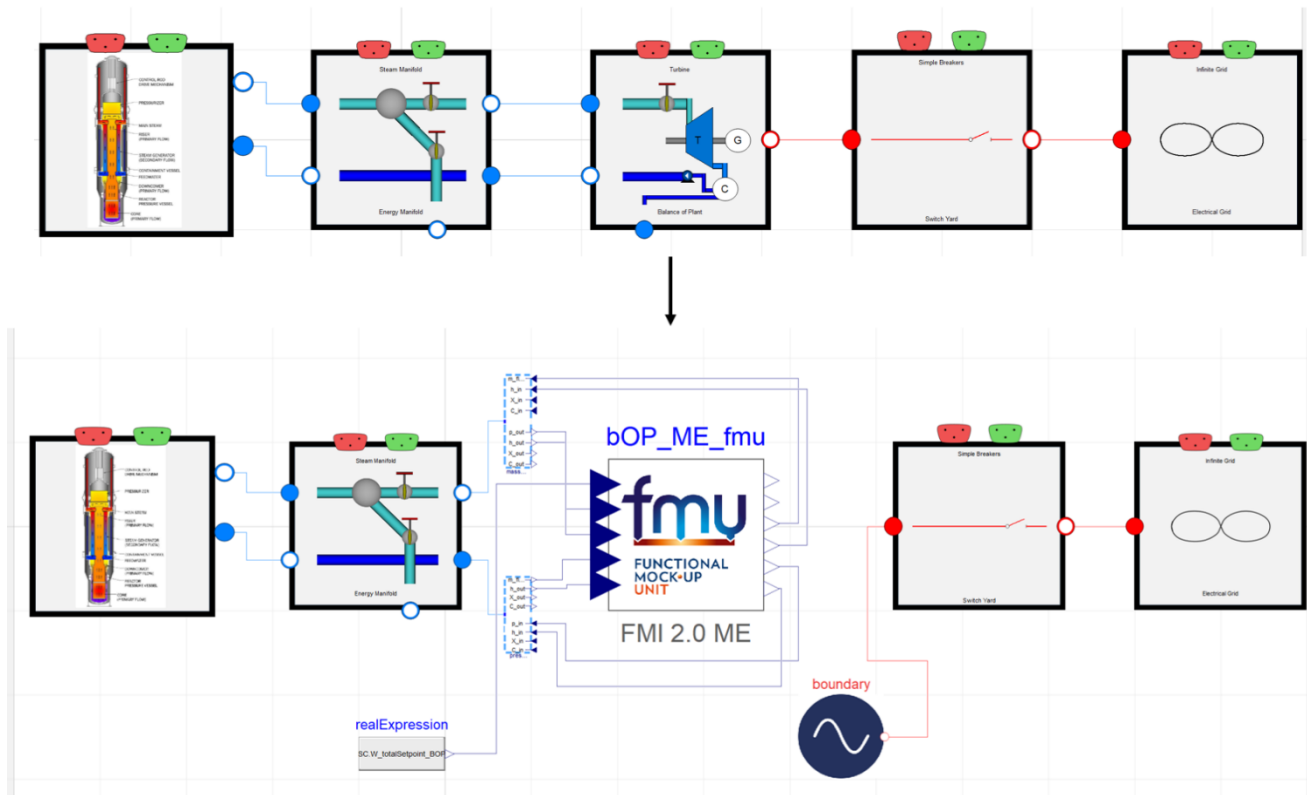 Steam Manifold
Turbine
Simple Breakers
Infinite Grid
CONTROL ROD
DRIVE MECHANISM
PRESSURIZER
MAIN STEAM
RISER
(PRIMARY FLOW)
STEAM GENERATOR
(SECONDARY FLOW)
CONTAINMENT VESSEL
FEEDWATER
DOWNCOMER
(PRIMARY FLOW)
REACTOR
PRESSURE VESSEL
CORE
(PRIMARY FLOW)
T
G
C
Energy Manifold
Balance of Plant
Switch Yard
Electrical Grid
h_in
X_in
C_in
p_out
h_out
X_out
C_out
mass...
bOP_ME_fmu
Steam Manifold
Simple Breakers
Infinite Grid
fmu
FUNCTIONAL
MOCK-UP
UNIT
FMI 2.0 ME
h_out
X_out
C_out
p_in
h_in
X_in
C_in
pres...
Energy Manifold
Switch Yard
Electrical Grid
boundary
realExpression
SC.W_totalSetpoint_BOP